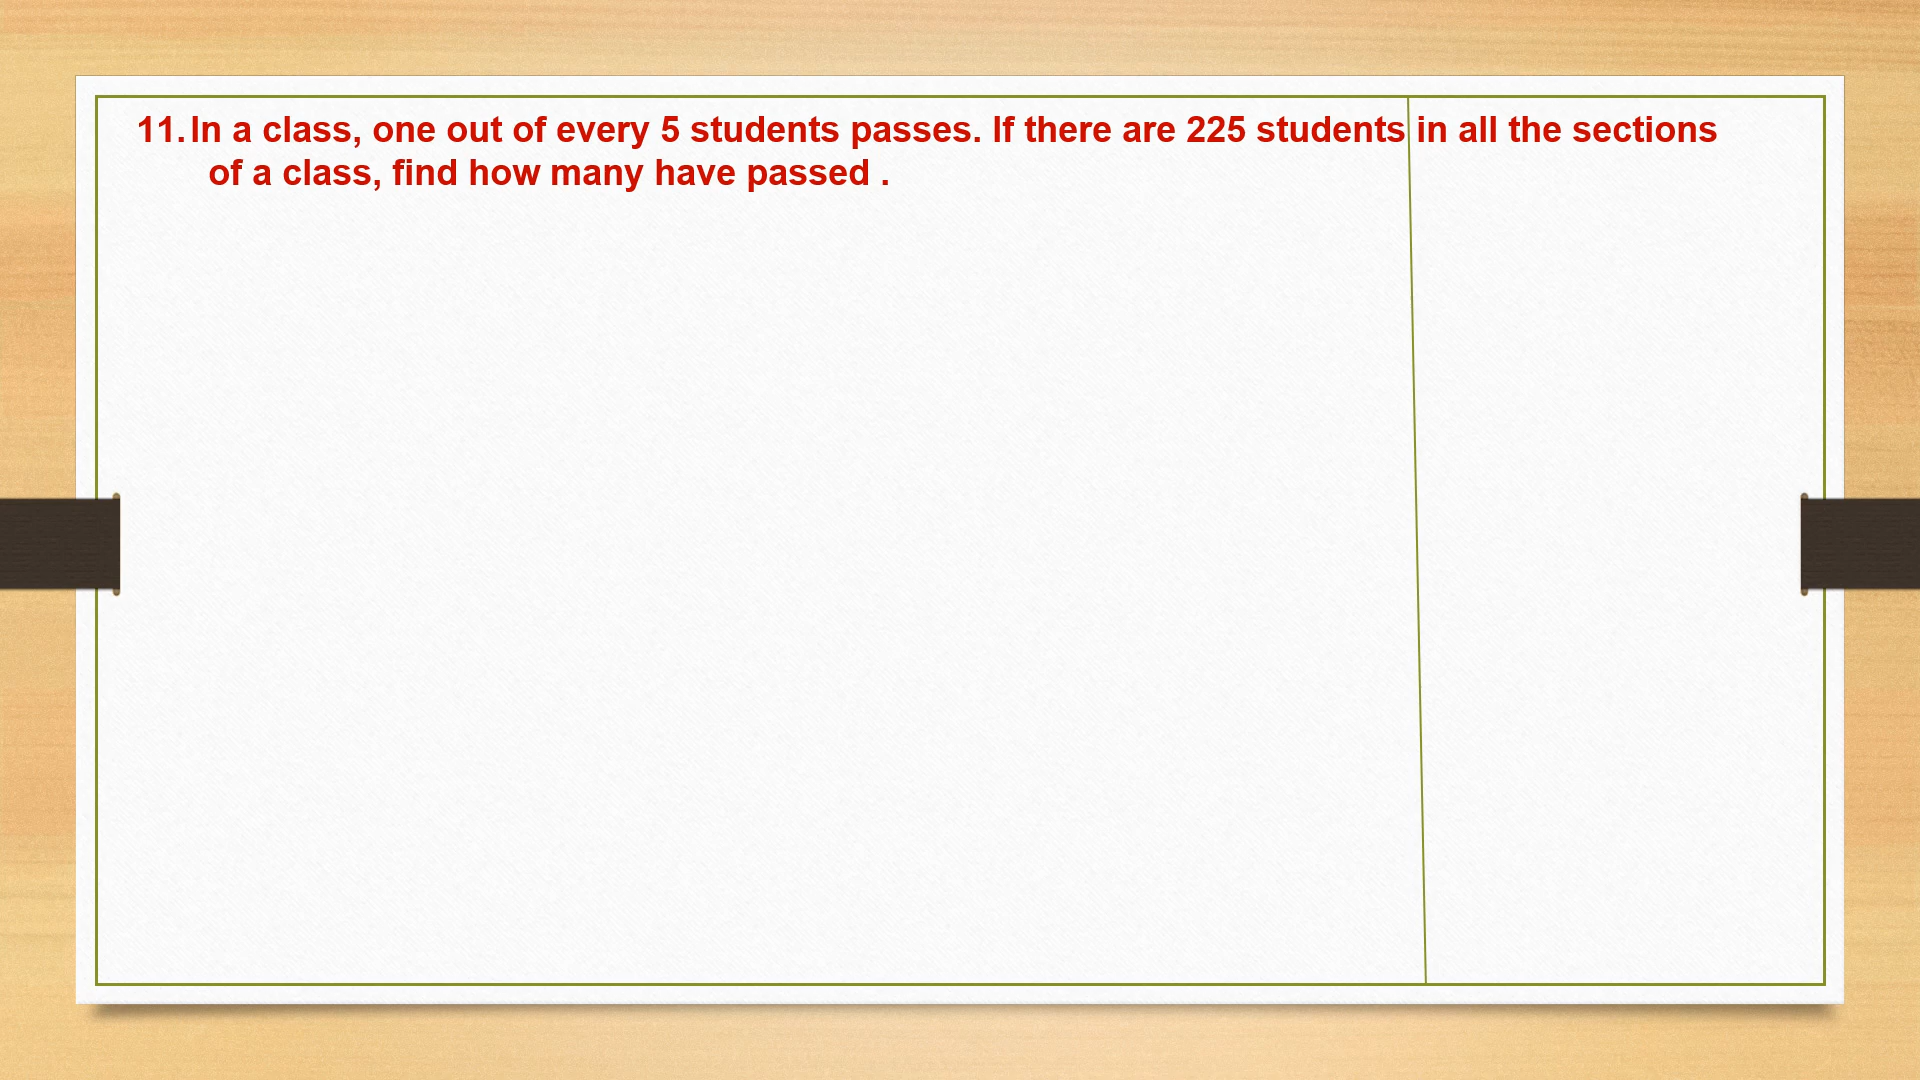 11. In a class, one out of every 5 students passes. If there are 225 students in all the sections
of a class, find how many have passed .